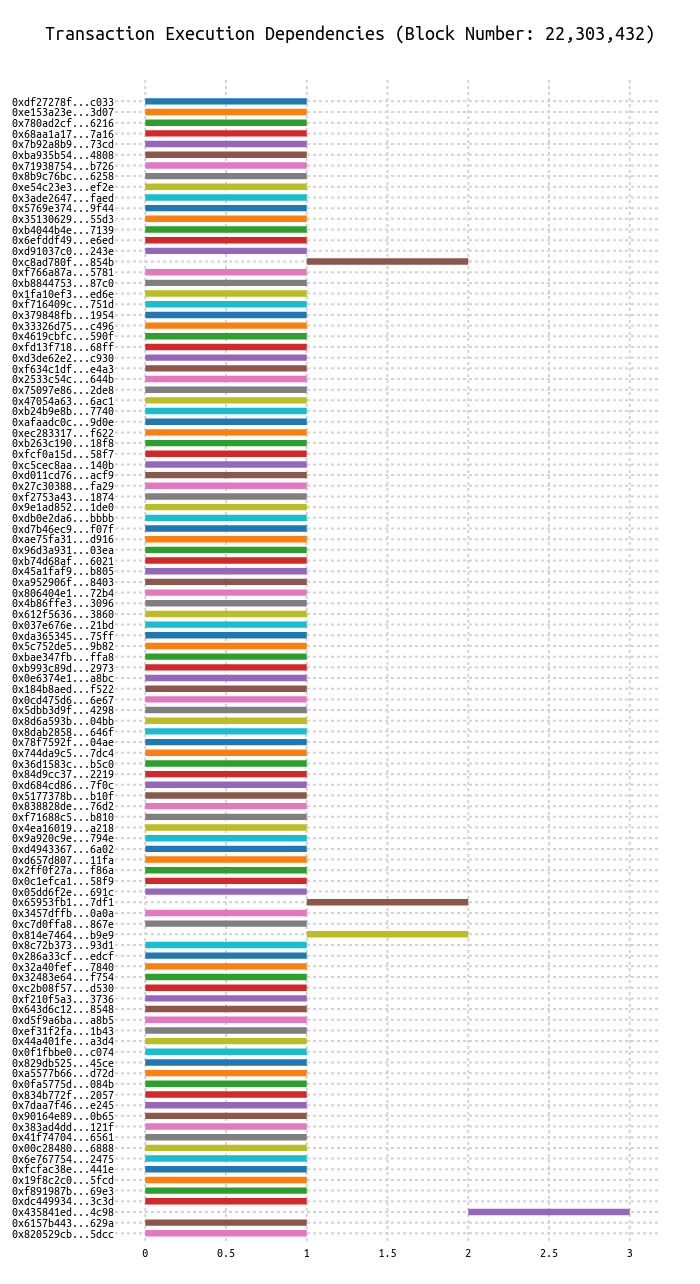 Transaction Execution Dependencies (Block Number: 22,303,432)
0xdf27278f...c033
0xe153a23e...3d07
0x780ad2cf...6216
0x68aa1a17...7a16
0x7b92a8b9...73cd
0xba935b54...4808
0x71938754...b726
0x8b9c76bc...6258
0xe54c23e3...ef2e
0x3ade2647...faed
0x5769e374...9f44
0x35130629...55d3
0xb4044b4e...7139
0x6efddf49...e6ed
0xd91037c0...243e
0xc8ad780f...854b
0xf766a87a...5781
0xb8844753...87c0
0x1fa10ef3...ed6e
0xf716409c...751d
0x379848fb...1954
0x33326d75...c496
0x4619cbfc...590f
0xfd13f718...68ff
0xd3de62e2...c930
0xf634c1df...e4a3
0x2533c54c...644b
0x75097e86...2de8
0x47054a63...6ac1
0xb24b9e8b...7740
0xafaadc0c...9d0e
0xec283317...f622
0xb263c190...18f8
0xfcf0a15d...58f7
0xc5cec8aa...140b
0xd011cd76...acf9
0x27c30388...fa29
0xf2753a43...1874
0x9e1ad852...1de0
0xdb0e2da6...bbbb
0xd7b46ec9...f07f
0xae75fa31...d916
0x96d3a931...03ea
0xb74d68af...6021
0x45a1faf9...b805
0xa952906f...8403
0x806404e1...72b4
0x4b86ffe3...3096
0x612f5636...3860
0x037e676e...21bd
0xda365345...75ff
0x5c752de5...9b82
0xbae347fb...ffa8
0xb993c89d...2973
0x0e6374e1...a8bc
0x184b8aed...f522
0x0cd475d6...6e67
0x5dbb3d9f...4298
0x8d6a593b...04bb
0x8dab2858...646f
0x78f7592f...04ae
0x744da9c5...7dc4
0x36d1583c...b5c0
0x84d9cc37...2219
0xd684cd86...7f0c
0x5177378b...b10f
0x838828de...76d2
0xf71688c5...b810
0x4ea16019...a218
0x9a920c9e...794e
0xd4943367...6a02
0xd657d807...11fa
0x2ff0f27a...f86a
0x0c1efca1...58f9
0x05dd6f2e...691c
0x65953fb1...7df1
0x3457dffb...0a0a
0xc7d0ffa8...867e
0x814e7464...b9e9
0x8c72b373...93d1
0x286a33cf...edcf
0x32a40fef...7840
0x32483e64...f754
0xc2b08f57...d530
0xf210f5a3...3736
0x643d6c12...8548
0xd5f9a6ba...a8b5
0xef31f2fa...1b43
0x44a401fe...a3d4
0x0f1fbbe0...c074
0x829db525...45ce
0xa5577b66...d72d
0x0fa5775d...084b
0x834b772f...2057
0x7daa7f46...e245
0x90164e89...0b65
0x383ad4dd...121f
0x41f74704...6561
0x00c28480...6888
0x6e767754...2475
0xfcfac38e...441e
0x19f8c2c0...5fcd
0xf891987b...69e3
0xdc449934...3c3d
0x435841ed...4c98
0x6157b443...629a
0x820529cb...5dcc
0 0.5 1 1.5 2 2.5 3